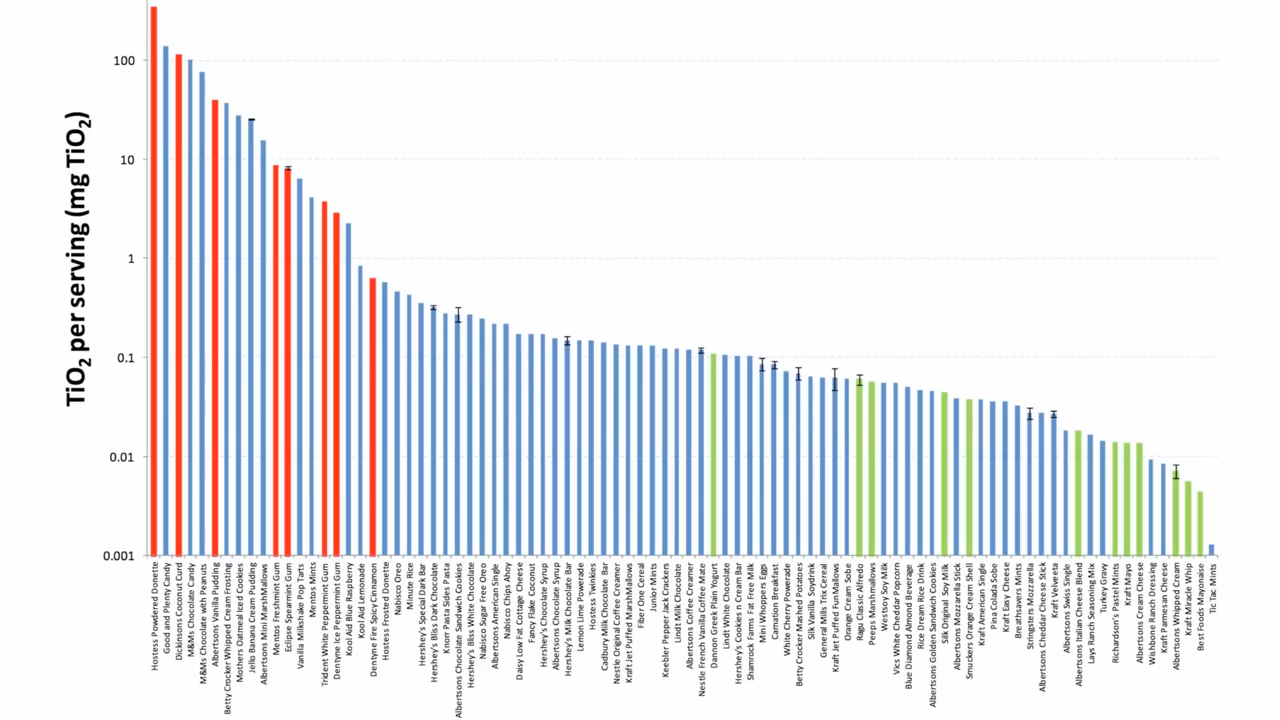 TiO2 per serving (mg TiO2)
100
10
1
0.1
0.01
0.001
Hostess Powdered Donette
Good and Plenty Candy
Dickinsons Coconut Curd
M&Ms Chocolate Candy
M&Ms Chocolate with Peanuts
Albertsons Vanilla Pudding
Betty Crocker Whipped Cream Frosting
Mothers Oatmeal Iced Cookies
Jello Banana Cream Pudding
Albertsons Mini MarshMallows
Mentos Freshmint Gum
Eclipse Spearmint Gum
Vanilla Milkshake Pop Tarts
Mentos Mints
Trident White Peppermint Gum
Dentyne Ice Peppermint Gum
Kool Aid Blue Raspberry
Kool Aid Lemonade
Dentyne Fire Spicy Cinnamon
Hostess Frosted Donette
Nabisco Oreo
Minute Rice
Hershey's Special Dark Bar
Hershey's Bliss Dark Chocolate
Knorr Pasta Sides Pasta
Albertsons Chocolate Sandwich Cookies
Hershey's Bliss White Chocolate
Nabisco Sugar Free Oreo
Albertsons American Single
Nabisco Chips Ahoy
Daisy Low Fat Cottage Cheese
Fancy Flake Coconut
Hershey's Chocolate Syrup
Albertsons Chocolate Syrup
Hershey's Milk Chocolate Bar
Lemon Lime Powerade
Hostess Twinkies
Cadbury Milk Chocolate Bar
Nestle Original Coffee Creamer
Kraft Jet Puffed MarshMallows
Fiber One Cereal
Junior Mints
Keebler Pepper Jack Crackers
Lindt Milk Chocolate
Albertsons Coffee Creamer
Nestle French Vanilla Coffee Mate
Dannon Greek Plain Yogurt
Lindt White Chocolate
Hershey's Cookies n Cream Bar
Shamrock Farms Fat Free Milk
Mini Whoppers Eggs
Carnation Breakfast
White Cherry Powerade
Betty Crocker Mashed Potatoes
Silk Vanilla Soydrink
General Mills Trix Cereal
Kraft Jet Puffed FunMallows
Orange Cream Sobe
Ragu Classic Alfredo
Peeps Marshmallows
Westsoy Soy Milk
Vics White Cheddar Popcorn
Blue Diamond Almond Beverage
Rice Dream Rice Drink
Albertsons Golden Sandwich Cookies
Silk Original  Soy Milk
Albertsons Mozzarella Stick
Smuckers Orange Cream Shell
Kraft American Single
Pina Colada Sobe
Kraft Easy Cheese
Breathsavers Mints
Stringsters Mozzarella
Albertsons Cheddar Cheese Stick
Kraft Velveeta
Albertsons Swiss Single
Albertsons Italian Cheese Blend
Lays Ranch Seasoning Mix
Turkey Gravy
Richardson's Pastel Mints
Kraft Mayo
Albertsons Cream Cheese
Wishbone Ranch Dressing
Kraft Parmesan Cheese
Albertsons Whipped Cream
Kraft Miracle Whip
Best Foods Mayonaise
Tic Tac Mints